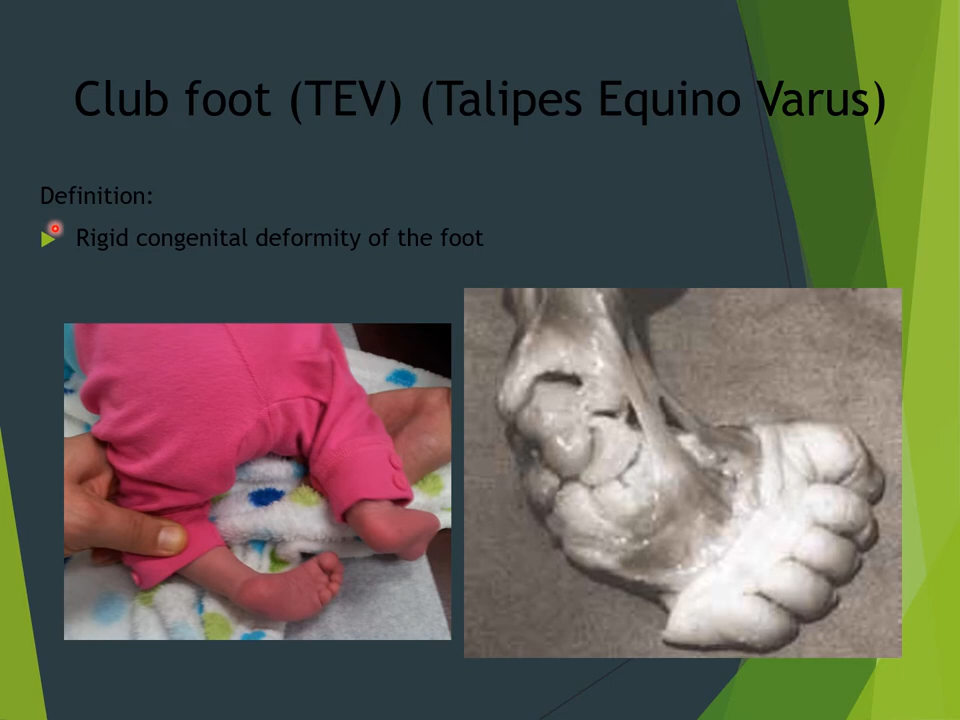 Club foot (TEV) (Talipes Equino Varus)
Definition:
Rigid congenital deformity of the foot